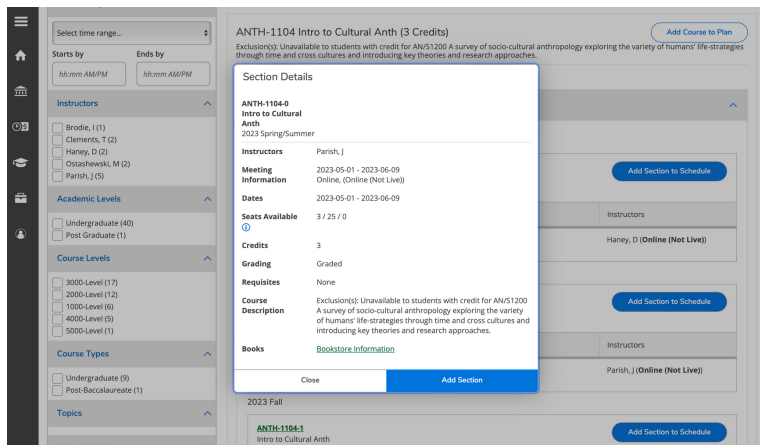 Select time range...
Starts by
Ends by
hh:mm AM/PM
hh:mm AM/PM
Instructors
Brodie, I (1)
Clements, T (2)
Haney, D (2)
Ostashewski, M (2)
Parish, J (5)
Academic Levels
Undergraduate (40)
Post Graduate (1)
Course Levels
3000-Level (17)
2000-Level (12)
1000-Level (6)
4000-Level (5)
5000-Level (1)
Course Types
Undergraduate (9)
Post-Baccalaureate (1)
Topics
ANTH-1104 Intro to Cultural Anth (3 Credits)
Add Course to Plan
Exclusion(s): Unavailable to students with credit for AN/S1200 A survey of socio-cultural anthropology exploring the variety of humans' life-strategies
through time and cross cultures and introducing key theories and research approaches.
Section Details
ANTH-1104-0
Intro to Cultural
Anth
2023 Spring/Summer
Instructors
Parish, J
Meeting
Information
2023-05-01 - 2023-06-09
Online, (Online (Not Live))
Dates
2023-05-01 - 2023-06-09
Seats Available
3 / 25 / 0
Credits
3
Grading
Graded
Requisites
None
Course
Description
Exclusion(s): Unavailable to students with credit for AN/S1200
A survey of socio-cultural anthropology exploring the variety
of humans' life-strategies through time and cross cultures and
introducing key theories and research approaches.
Books
Bookstore Information
Close
Add Section
Add Section to Schedule
Instructors
Haney, D (Online (Not Live))
Add Section to Schedule
Instructors
Parish, J (Online (Not Live))
2023 Fall
ANTH-1104-1
Intro to Cultural Anth
Add Section to Schedule